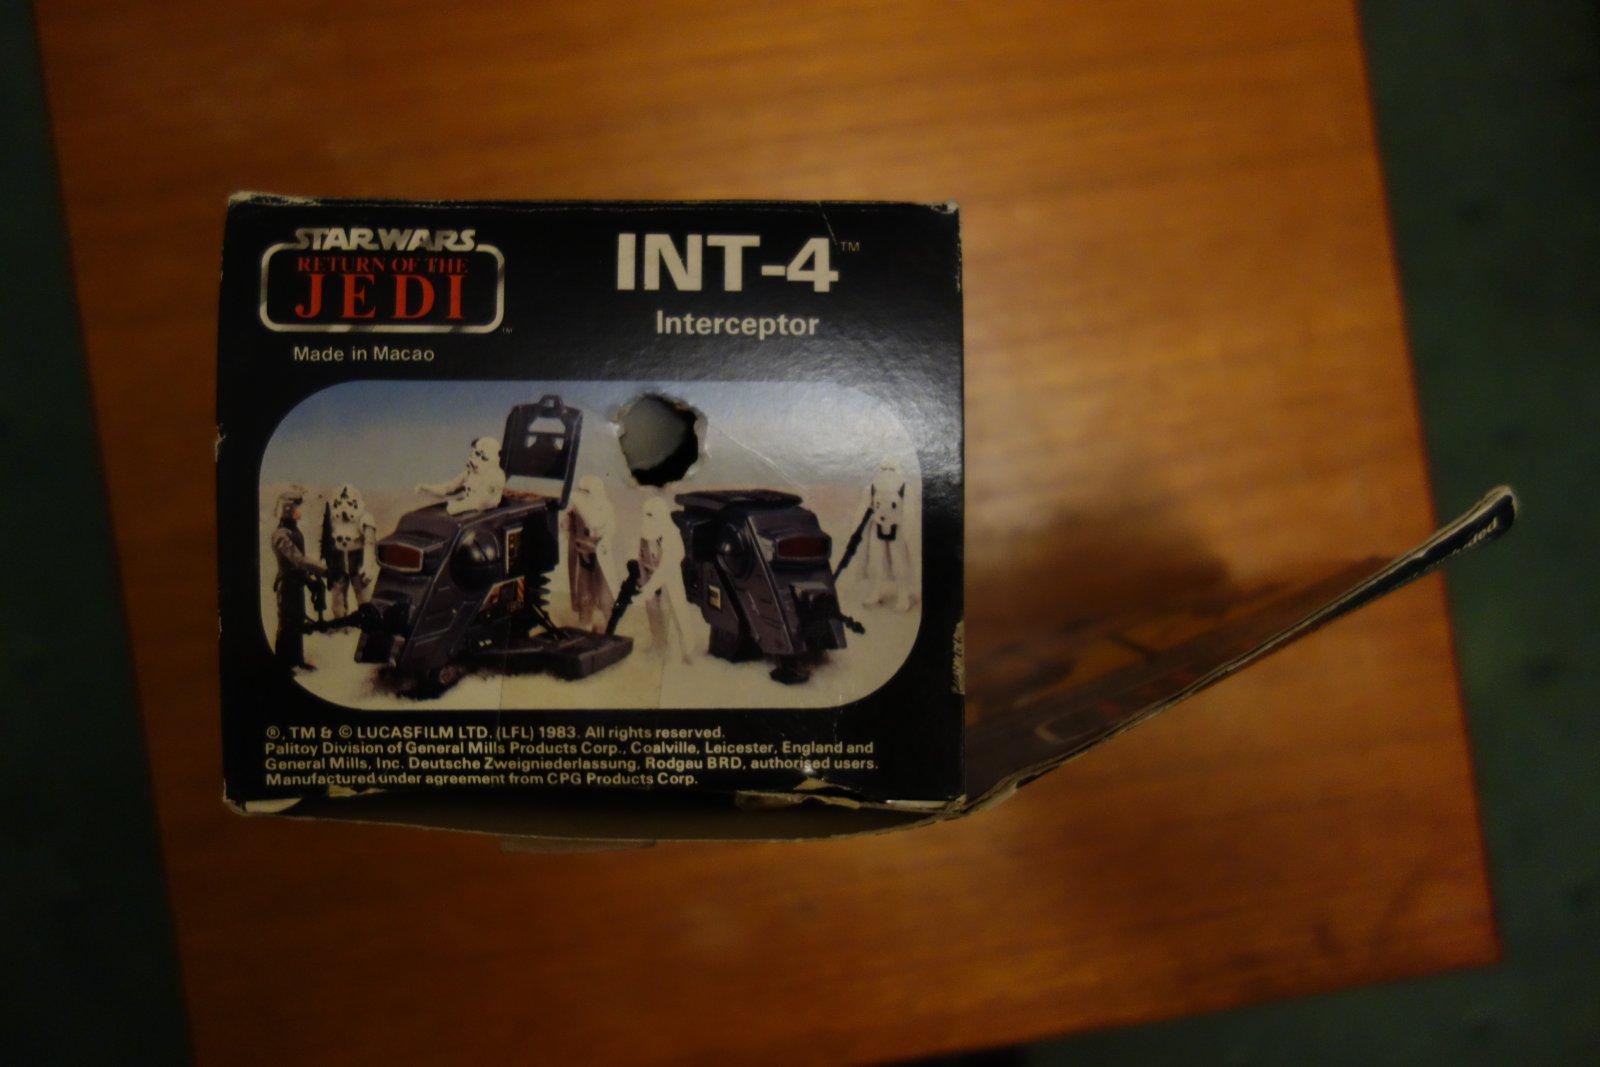 STAR WARS
RETURN OF THE
JEDI
TM
Made in Macao
INT-4™
Interceptor
®, TM & © LUCASFILM LTD. (LFL) 1983. All rights reserved.
Palitoy Division of General Mills Products Corp., Coalville, Leicester, England and
General Mills, Inc. Deutsche Zweigniederlassung, Rodgau BRD, authorised users.
Manufactured under agreement from CPG Products Corp.